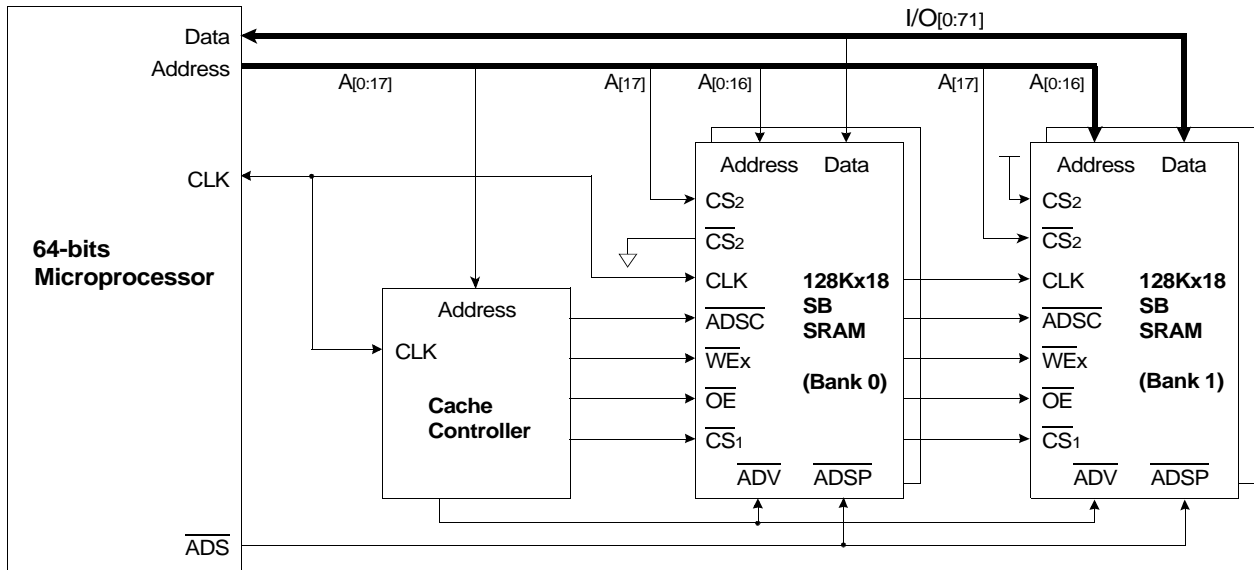 I/O[0:71]
Data
Address
A[0:17]
A[17]
A[0:16]
A[17]
A[0:16]
CLK
64-bits
Microprocessor
ADS
Address
CLK
Cache
Controller
Address Data
CS2
CS2
CLK
ADSC
WEx
OE
CS1
128Kx18
SB
SRAM
(Bank 0)
ADV ADSP
Address Data
CS2
CS2
CLK
ADSC
WEx
OE
CS1
128Kx18
SB
SRAM
(Bank 1)
ADV ADSP